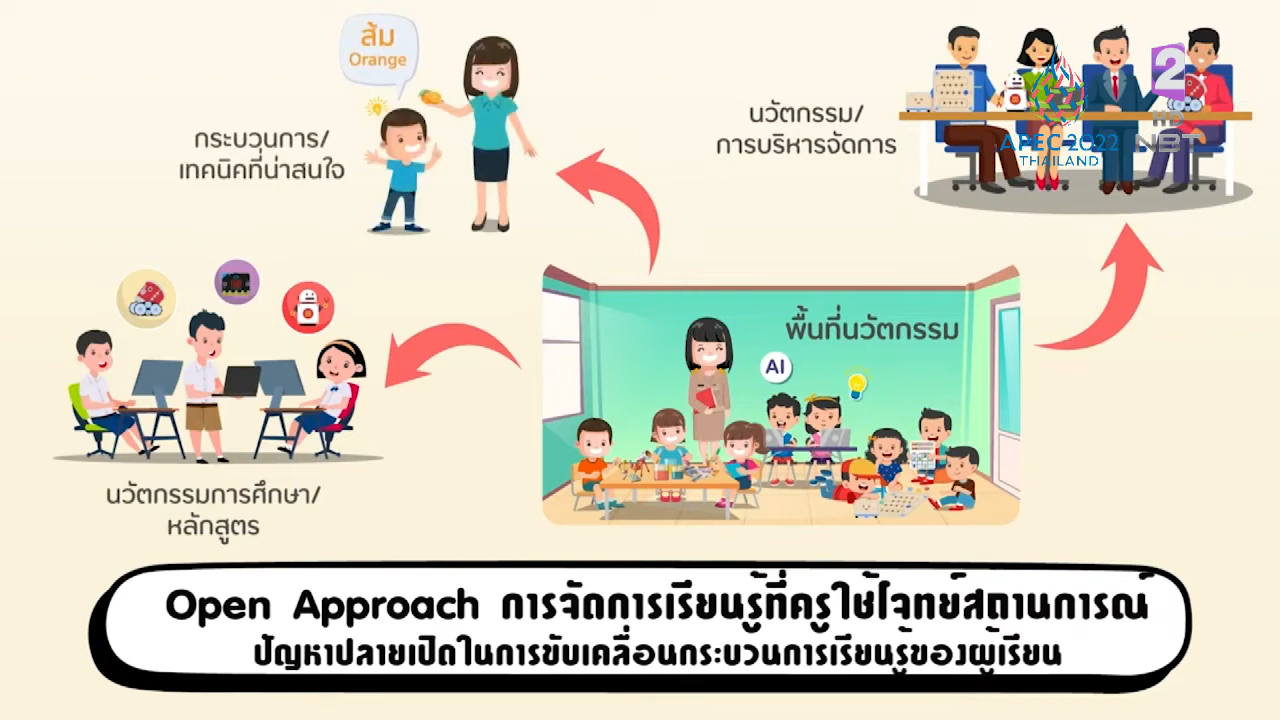 ส้ม
Orange
กระบวนการ/
เทคนิคที่น่าสนใจ
นวัตกรรม/
การบริหารจัดการ
2
HD
NBT
APEC 2022
THAILAND
พื้นที่นวัตกรรม
AI
นวัตกรรมการศึกษา/
หลักสูตร
Open Approach การจัดการเรียนรู้ที่ครูใช้โจทย์สถานการณ์
ปัญหาปลายเปิดในการขับเคลื่อนกระบวนการเรียนรู้ของผู้เรียน